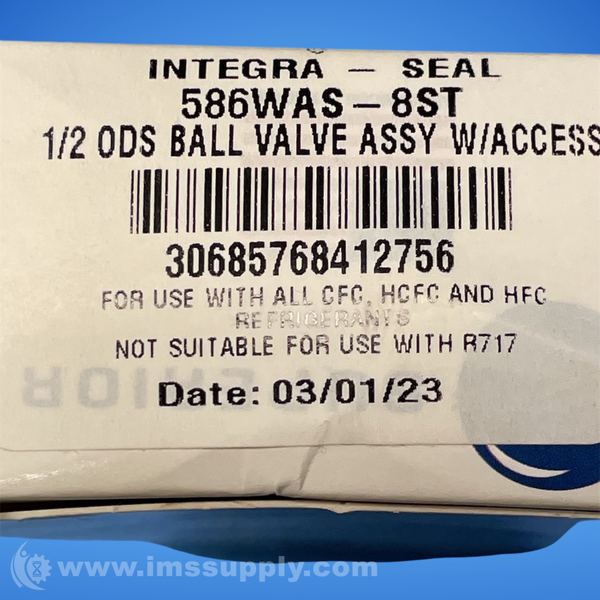 INTEGRA - SEAL
586WAS-8ST
1/2 ODS BALL VALVE ASSY W/ACCESS
30685768412756
FOR USE WITH ALL CFC, HCFC AND HFC
REFRIGERANTS
NOT SUITABLE FOR USE WITH R717
Date: 03/01/23
www.imssupply.com